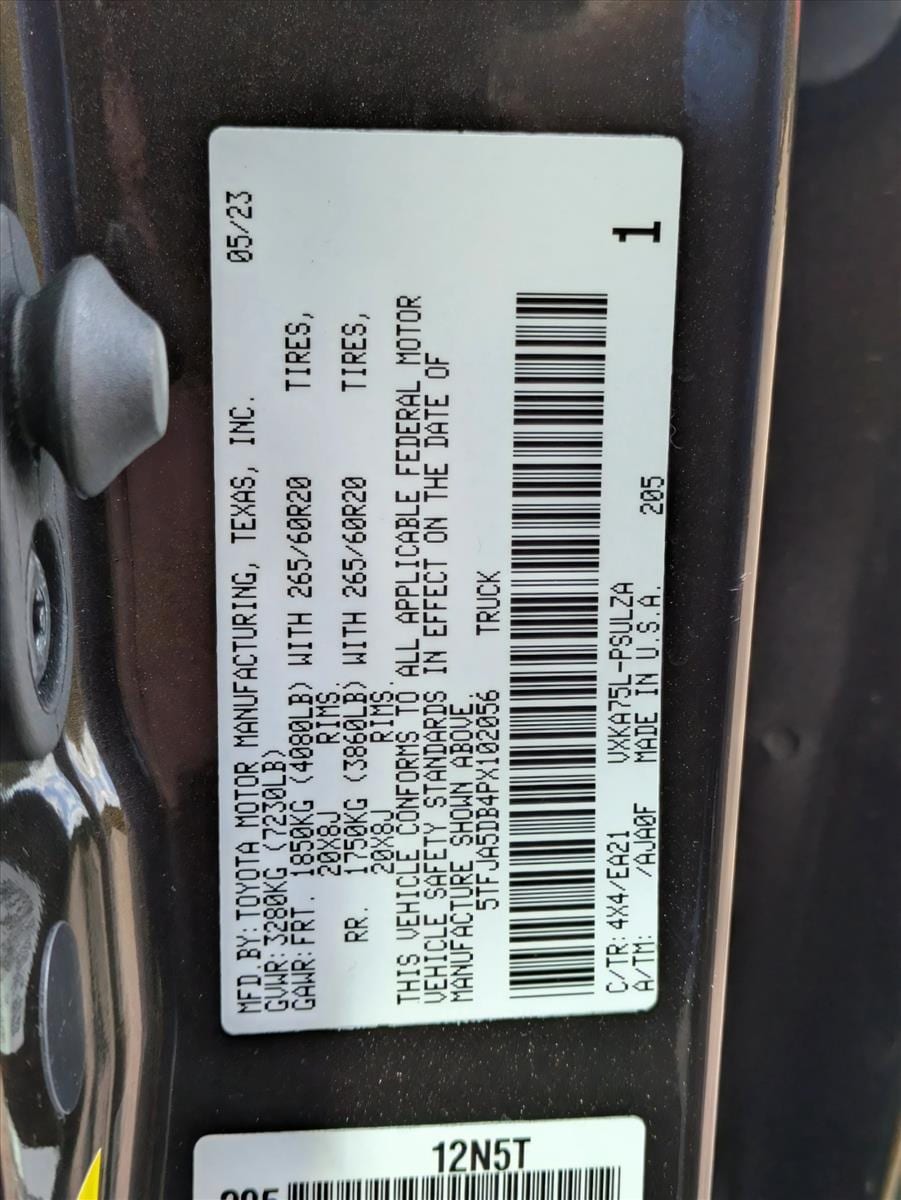 MFD.BY:TOYOTA MOTOR MANUFACTURING, TEXAS, INC. 05/23
GVWR:3280KG (7230LB)
GAWR:FRT. 1850KG (4080LB) WITH 265/60R20 TIRES,
20X8J RIMS.
RR. 1750KG (3860LB) WITH 265/60R20 TIRES,
20X8J RIMS.
THIS VEHICLE CONFORMS TO ALL APPLICABLE FEDERAL MOTOR
VEHICLE SAFETY STANDARDS IN EFFECT ON THE DATE OF
MANUFACTURE SHOWN ABOVE.
5TFJA5DB4PX102056 TRUCK
C/TR:4X4/EA21 VXKA75L-PSULZA
A/TM: /AJA0F MADE IN U.S.A. 205
1
12N5T